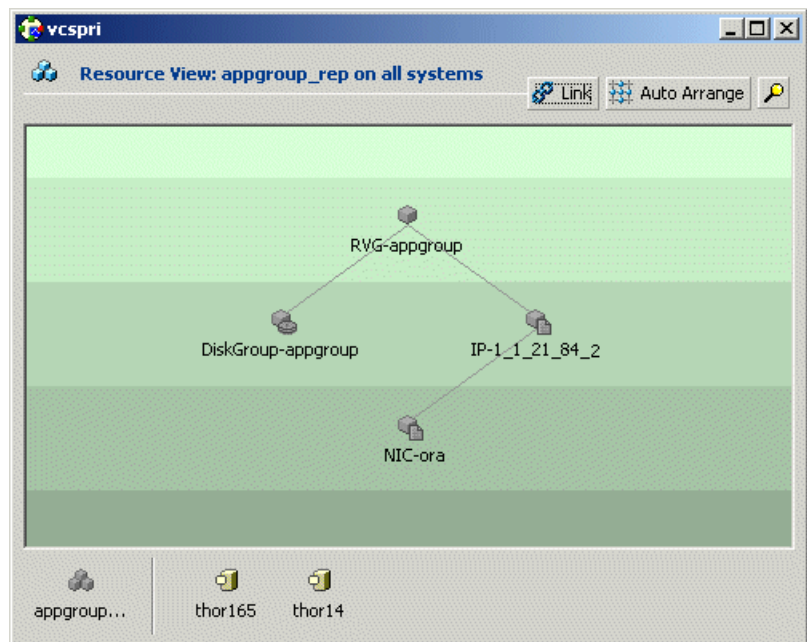 vcspri
Resource View: appgroup_rep on all systems
Link
Auto Arrange
RVG-appgroup
DiskGroup-appgroup
IP-1_1_21_84_2
NIC-ora
appgroup...
thor165
thor14